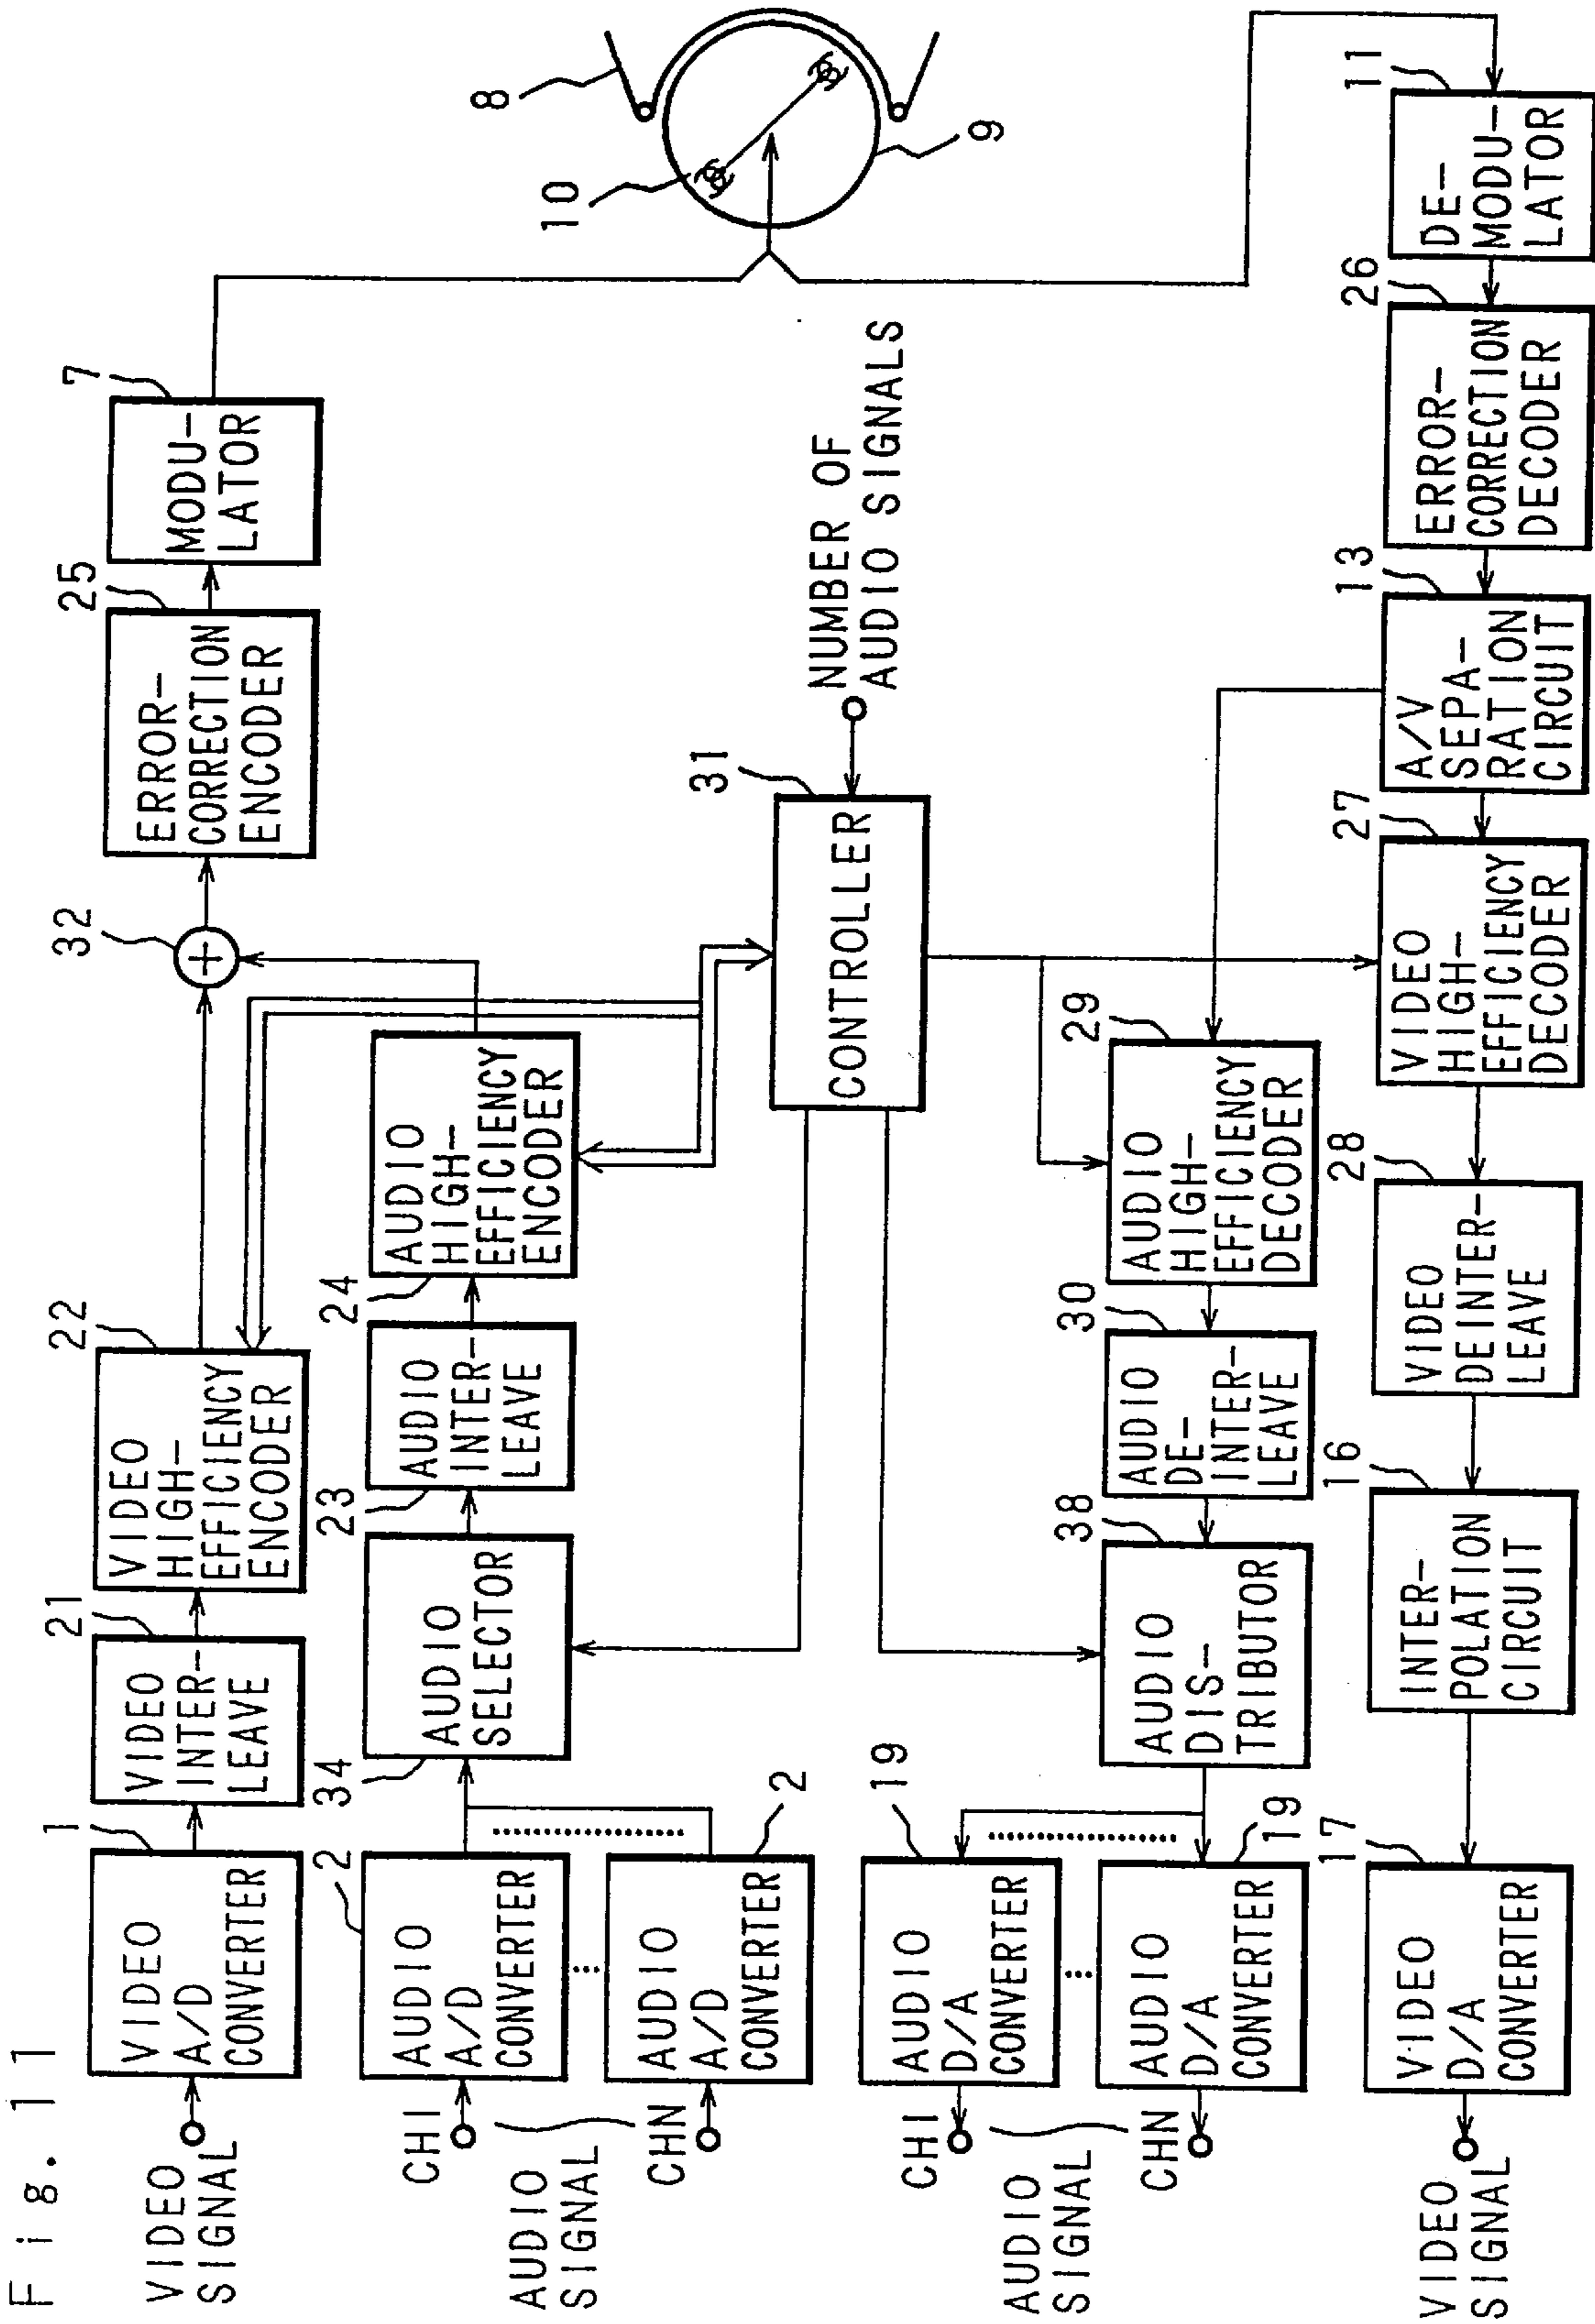 Fig. 11
VIDEO
SIGNAL
1
VIDEO
A/D
CONVERTER
21
VIDEO
INTER-
LEAVE
22
VIDEO
HIGH-
EFFICIENCY
ENCODER
32
+
25
ERROR-
CORRECTION
ENCODER
7
MODU-
LATOR
AUDIO
SIGNAL
CHI
CHN
2
AUDIO
A/D
CONVERTER
2
AUDIO
A/D
CONVERTER
34
AUDIO
SELECTOR
23
AUDIO
INTER-
LEAVE
24
AUDIO
HIGH-
EFFICIENCY
ENCODER
31
CONTROLLER
NUMBER OF
AUDIO SIGNALS
8
10
9
AUDIO
SIGNAL
CHI
CHN
19
AUDIO
D/A
CONVERTER
19
AUDIO
D/A
CONVERTER
38
AUDIO
DIS-
TRIBUTOR
30
AUDIO
DE-
INTER-
LEAVE
29
AUDIO
HIGH-
EFFICIENCY
DECODER
VIDEO
SIGNAL
17
VIDEO
D/A
CONVERTER
16
INTER-
POLATION
CIRCUIT
28
VIDEO
DEINTER-
LEAVE
27
VIDEO
HIGH-
EFFICIENCY
DECODER
13
A/V
SEPA-
RATION
CIRCUIT
26
ERROR-
CORRECTION
DECODER
11
DE-
MODU-
LATOR